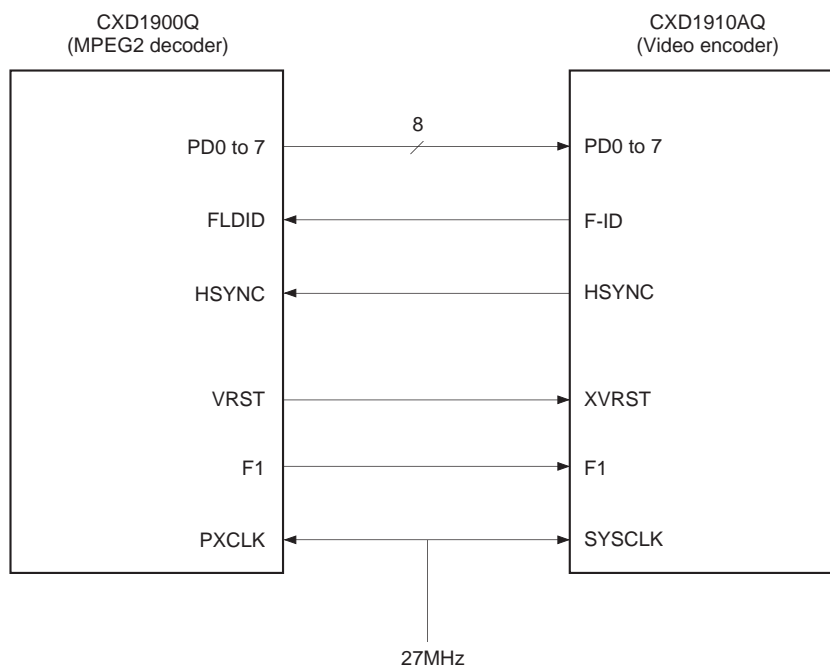 CXD1900Q
(MPEG2 decoder)
CXD1910AQ
(Video encoder)
8
PD0 to 7
PD0 to 7
FLDID
F-ID
HSYNC
HSYNC
VRST
XVRST
F1
F1
PXCLK
SYSCLK
27MHz